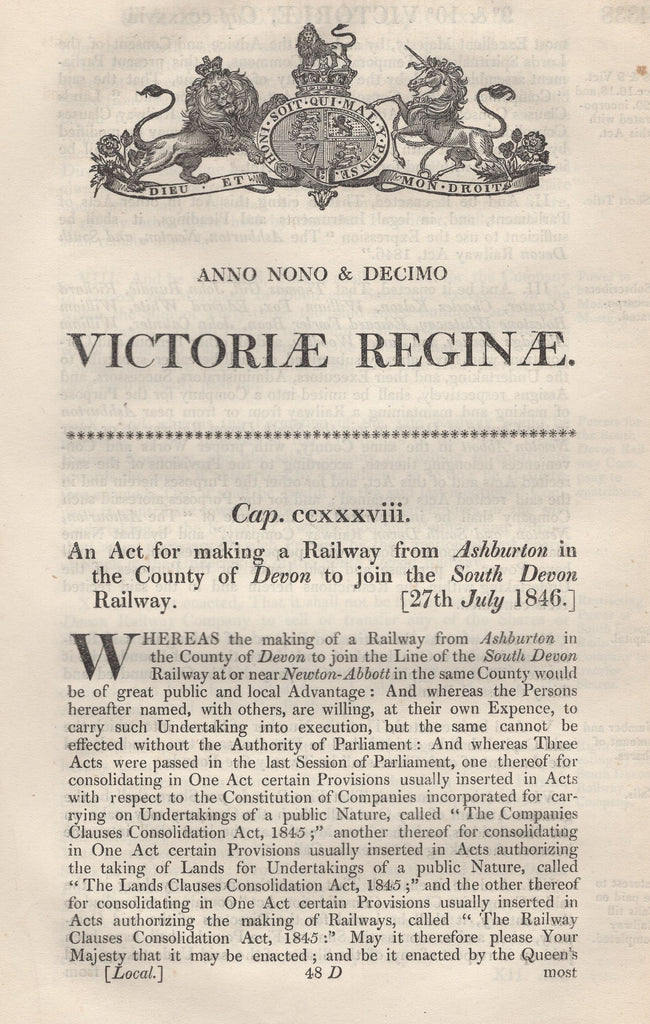 HONI·SOIT·QUI·MAL·Y·PENSE
DIEU · ET · MON · DROIT
ANNO NONO & DECIMO
VICTORIÆ REGINÆ.
***********************************************
Cap. ccxxxviii.
An Act for making a Railway from Ashburton in
the County of Devon to join the South Devon
Railway. [27th July 1846.]
WHEREAS the making of a Railway from Ashburton in
the County of Devon to join the Line of the South Devon
Railway at or near Newton-Abbott in the same County would
be of great public and local Advantage : And whereas the Persons
hereafter named, with others, are willing, at their own Expence, to
carry such Undertaking into execution, but the same cannot be
effected without the Authority of Parliament : And whereas Three
Acts were passed in the last Session of Parliament, one thereof for
consolidating in One Act certain Provisions usually inserted in Acts
with respect to the Constitution of Companies incorporated for car-
rying on Undertakings of a public Nature, called “ The Companies
Clauses Consolidation Act, 1845 ;” another thereof for consolidating
in One Act certain Provisions usually inserted in Acts authorizing
the taking of Lands for Undertakings of a public Nature, called
“ The Lands Clauses Consolidation Act, 1845 ;” and the other thereof
for consolidating in One Act certain Provisions usually inserted in
Acts authorizing the making of Railways, called “ The Railway
Clauses Consolidation Act, 1845 :” May it therefore please Your
Majesty that it may be enacted ; and be it enacted by the Queen's
[Local.] 48 D most